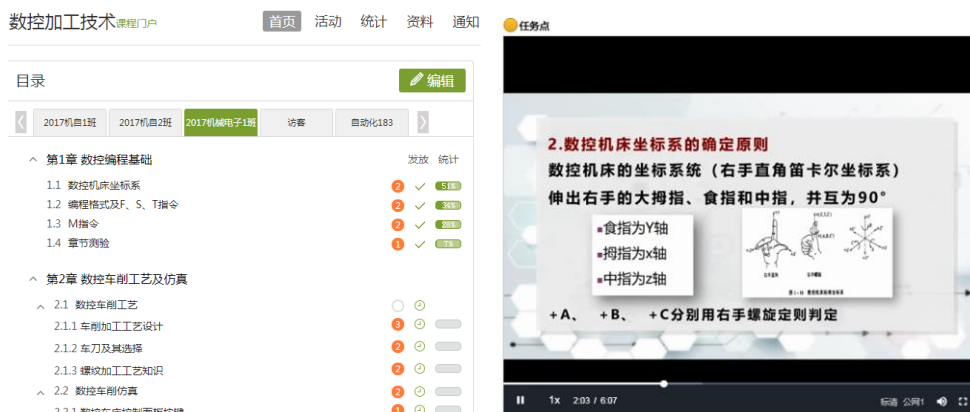 数控加工技术课程门户
首页 活动 统计 资料 通知
目录
编辑
2017机自1班 2017机自2班 2017机械电子1班 访客 自动化183
第1章 数控编程基础 发放 统计
1.1 数控机床坐标系 2 51%
1.2 编程格式及F、S、T指令 2 36%
1.3 M指令 2 28%
1.4 章节测验 1 7%
第2章 数控车削工艺及仿真
2.1 数控车削工艺
2.1.1 车削加工工艺设计 3
2.1.2 车刀及其选择 2
2.1.3 螺纹加工工艺知识 2
2.2 数控车削仿真 2
任务点
2.数控机床坐标系的确定原则
数控机床的坐标系统（右手直角笛卡尔坐标系）
伸出右手的大拇指、食指和中指，并互为90°
食指为Y轴
拇指为x轴
中指为z轴
+A、 +B、 +C分别用右手螺旋定则判定
1x 2:03 / 6:07 标清 公网1